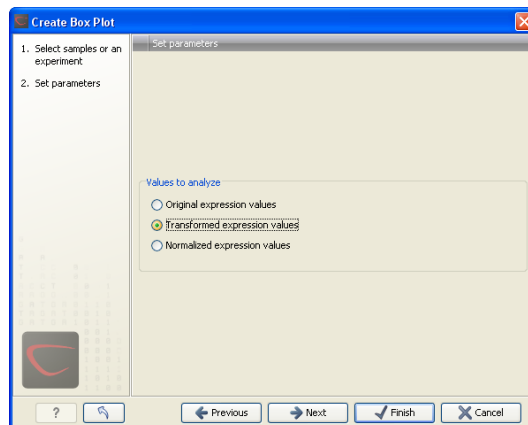 Create Box Plot
1. Select samples or an
experiment
2. Set parameters
Set parameters
Values to analyze
Original expression values
Transformed expression values
Normalized expression values
?
Previous
Next
Finish
Cancel